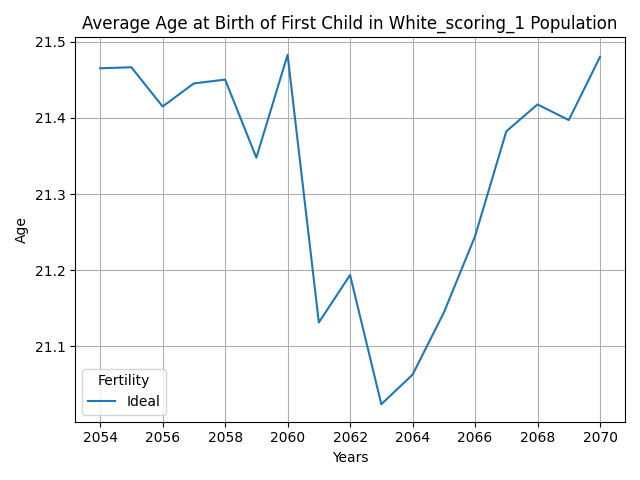 Average Age at Birth of First Child in White_scoring_1 Population
21.5
21.4
21.3
21.2
21.1
Age
Fertility
Ideal
2054 2056 2058 2060 2062 2064 2066 2068 2070
Years